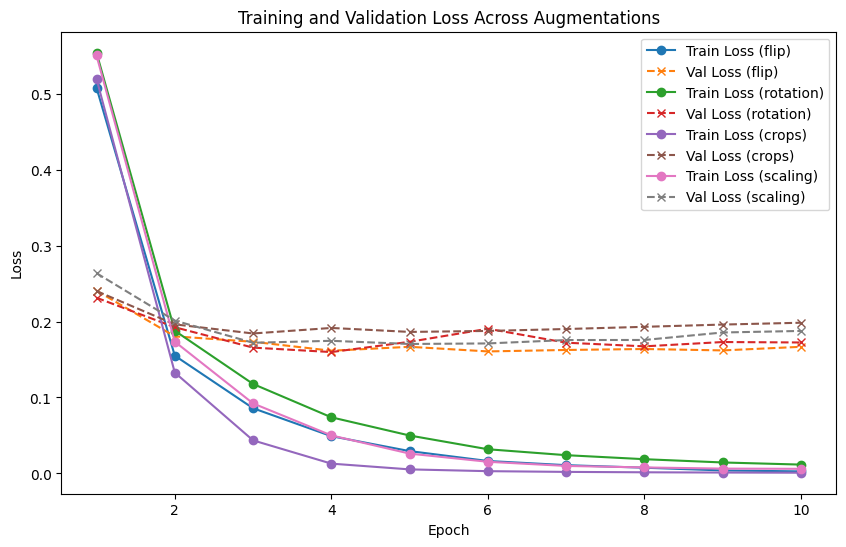 Training and Validation Loss Across Augmentations
Train Loss (flip)
Val Loss (flip)
Train Loss (rotation)
Val Loss (rotation)
Train Loss (crops)
Val Loss (crops)
Train Loss (scaling)
Val Loss (scaling)
Loss
0.5
0.4
0.3
0.2
0.1
0.0
2
4
6
8
10
Epoch